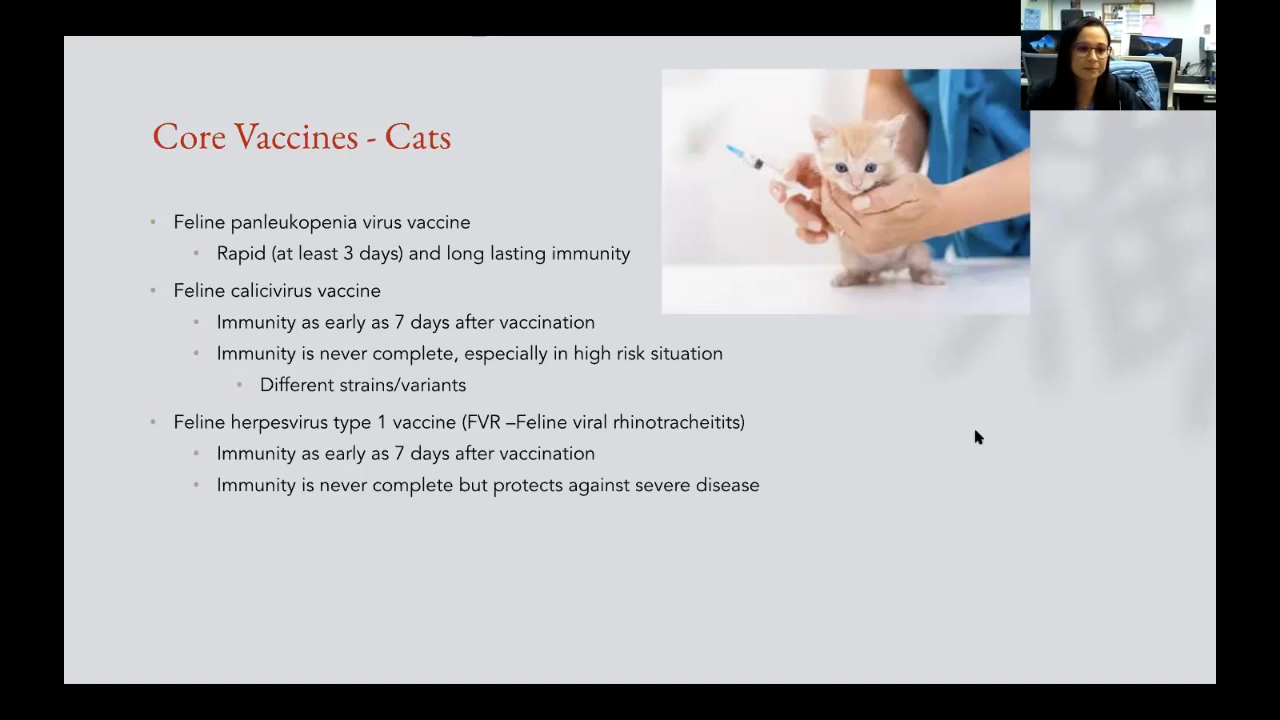 Core Vaccines - Cats
• Feline panleukopenia virus vaccine
• Rapid (at least 3 days) and long lasting immunity
• Feline calicivirus vaccine
• Immunity as early as 7 days after vaccination
• Immunity is never complete, especially in high risk situation
• Different strains/variants
• Feline herpesvirus type 1 vaccine (FVR –Feline viral rhinotracheitits)
• Immunity as early as 7 days after vaccination
• Immunity is never complete but protects against severe disease